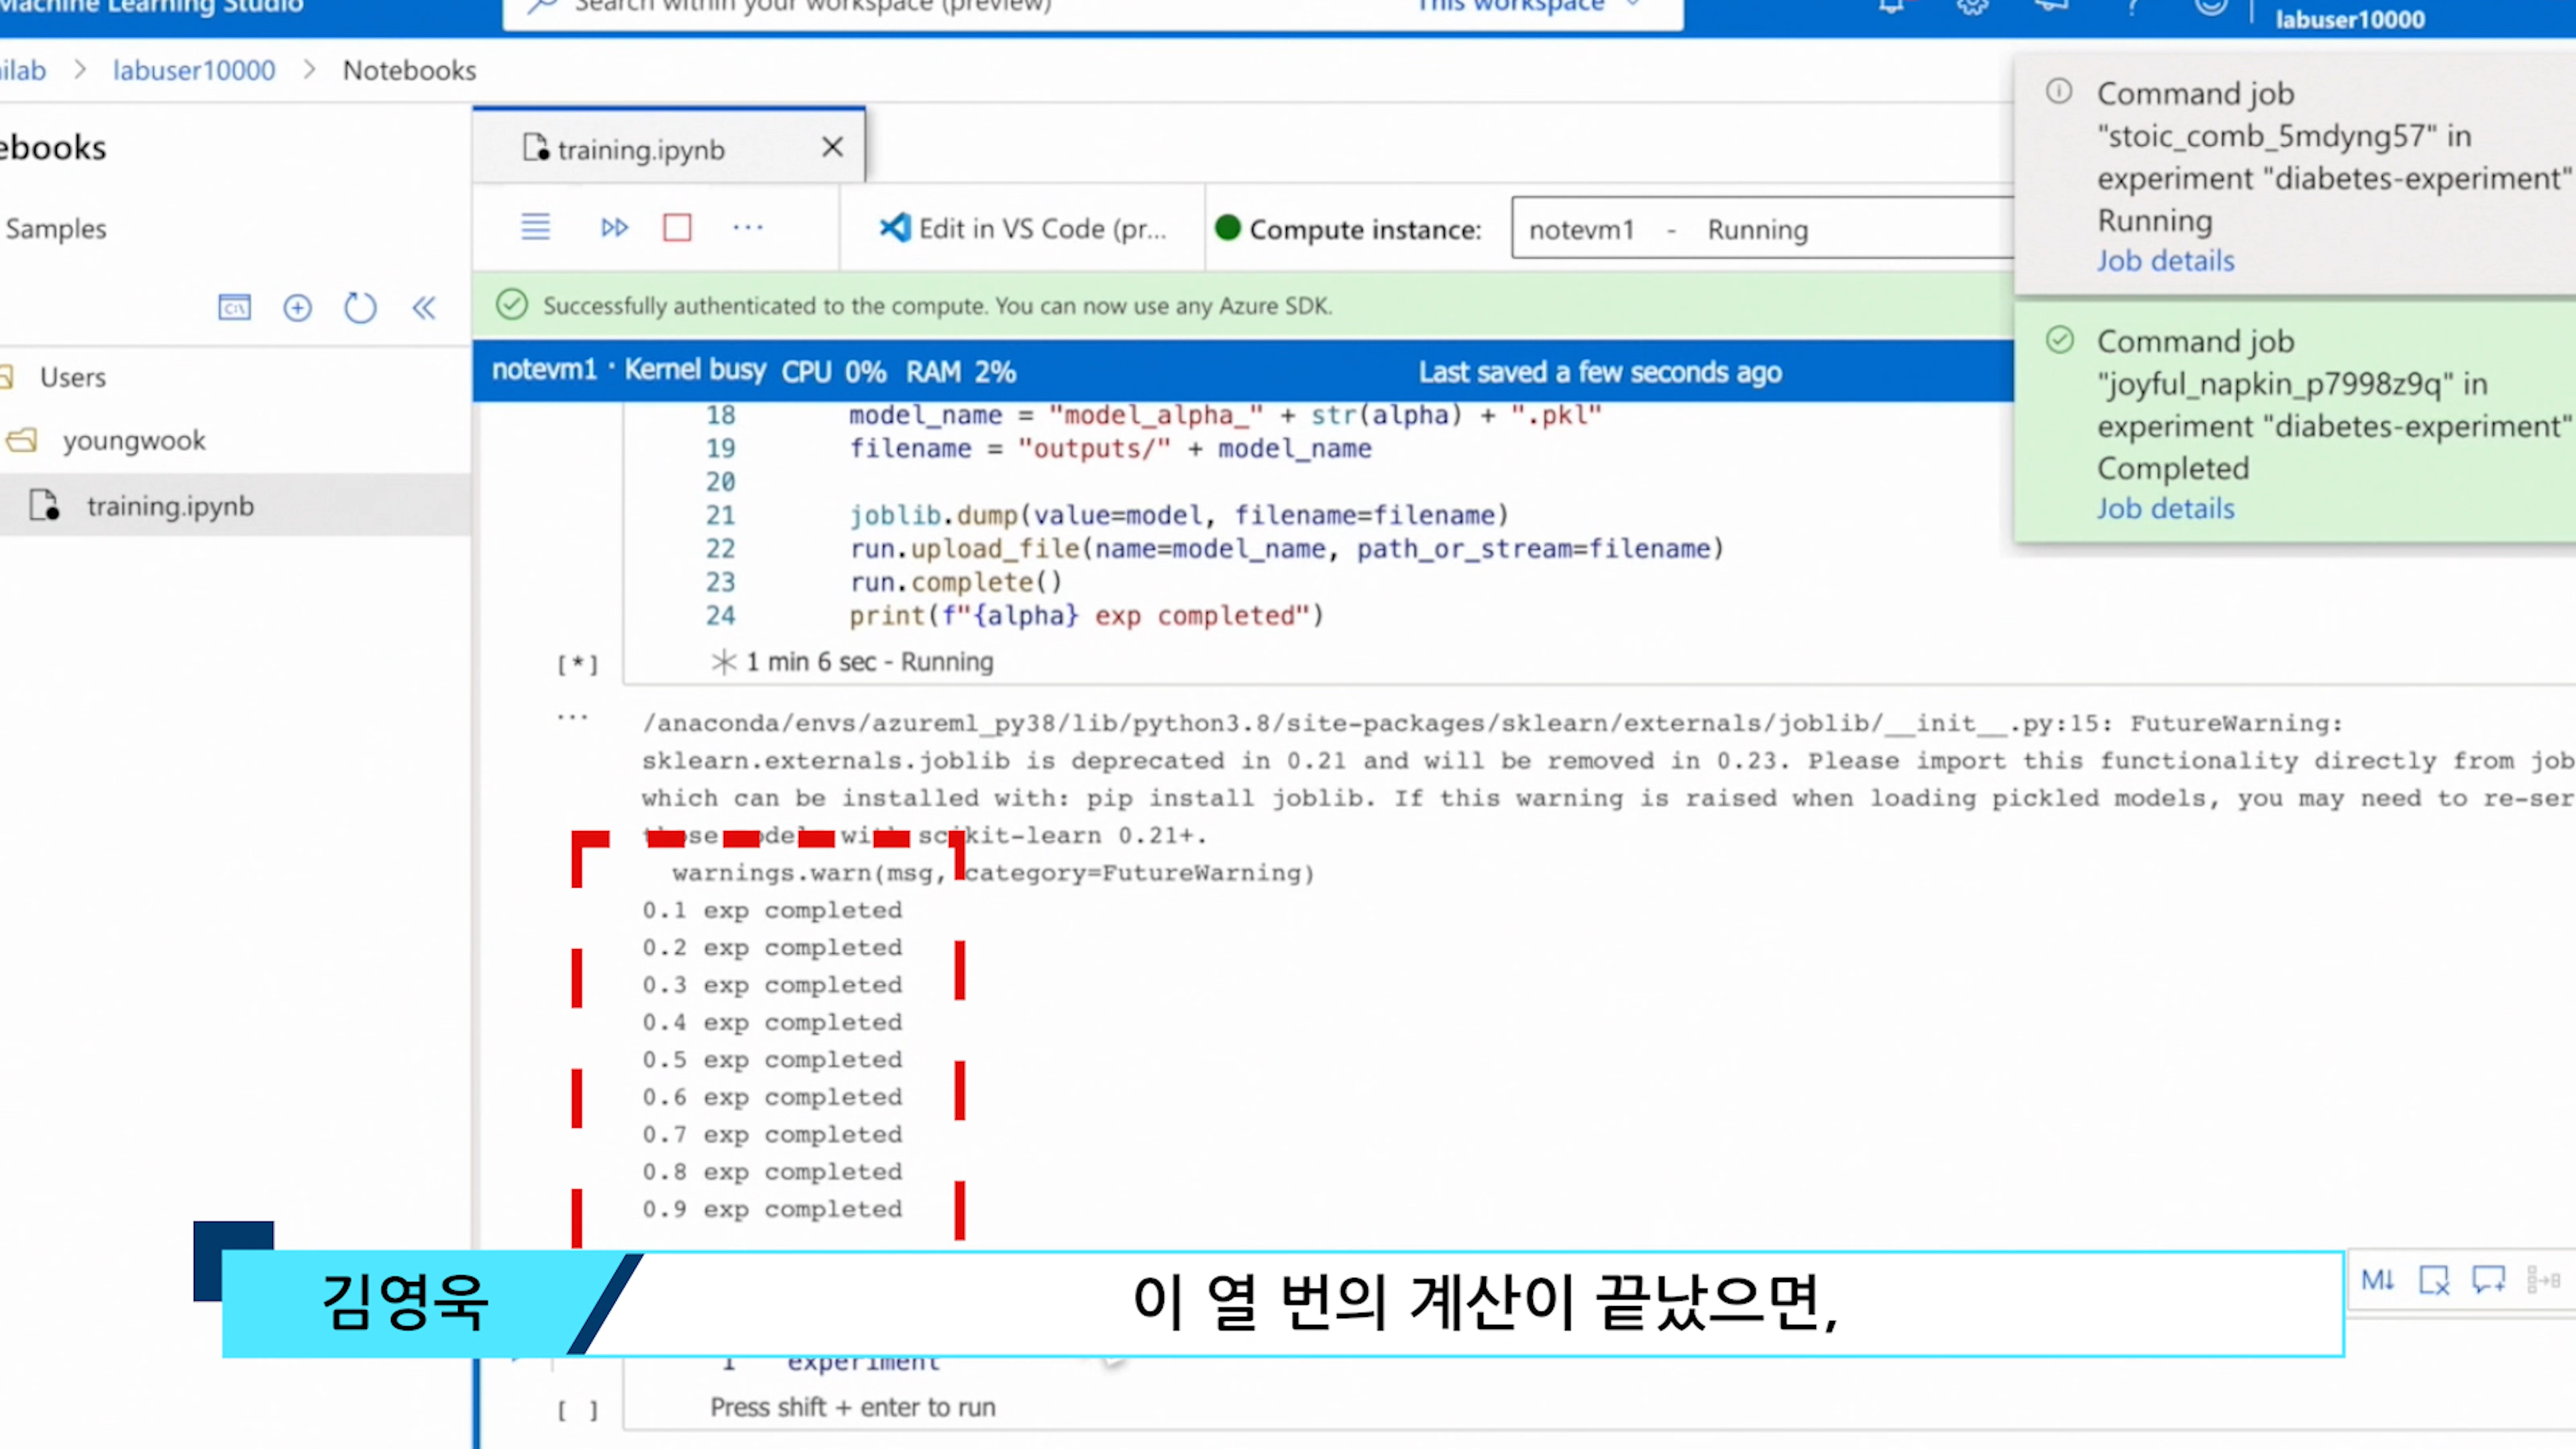 Machine Learning Studio
Search within your workspace (preview)
This workspace
labuser10000
labuser10000 > Notebooks
Samples
Users
youngwook
training.ipynb
training.ipynb
Edit in VS Code (pr...
Compute instance:
notevm1 - Running
Successfully authenticated to the compute. You can now use any Azure SDK.
notevm1 · Kernel busy CPU 0% RAM 2%
Last saved a few seconds ago
18 model_name = "model_alpha_" + str(alpha) + ".pkl"
19 filename = "outputs/" + model_name
20
21 joblib.dump(value=model, filename=filename)
22 run.upload_file(name=model_name, path_or_stream=filename)
23 run.complete()
24 print(f"{alpha} exp completed")
[*]
1 min 6 sec - Running
/anaconda/envs/azureml_py38/lib/python3.8/site-packages/sklearn/externals/joblib/__init__.py:15: FutureWarning:
sklearn.externals.joblib is deprecated in 0.21 and will be removed in 0.23. Please import this functionality directly from job
which can be installed with: pip install joblib. If this warning is raised when loading pickled models, you may need to re-ser
those models with scikit-learn 0.21+.
warnings.warn(msg, category=FutureWarning)
0.1 exp completed
0.2 exp completed
0.3 exp completed
0.4 exp completed
0.5 exp completed
0.6 exp completed
0.7 exp completed
0.8 exp completed
0.9 exp completed
Command job
"stoic_comb_5mdyng57" in
experiment "diabetes-experiment"
Running
Job details
Command job
"joyful_napkin_p7998z9q" in
experiment "diabetes-experiment"
Completed
Job details
김영욱
이 열 번의 계산이 끝났으면,
M↓
1 experiment
[ ]
Press shift + enter to run